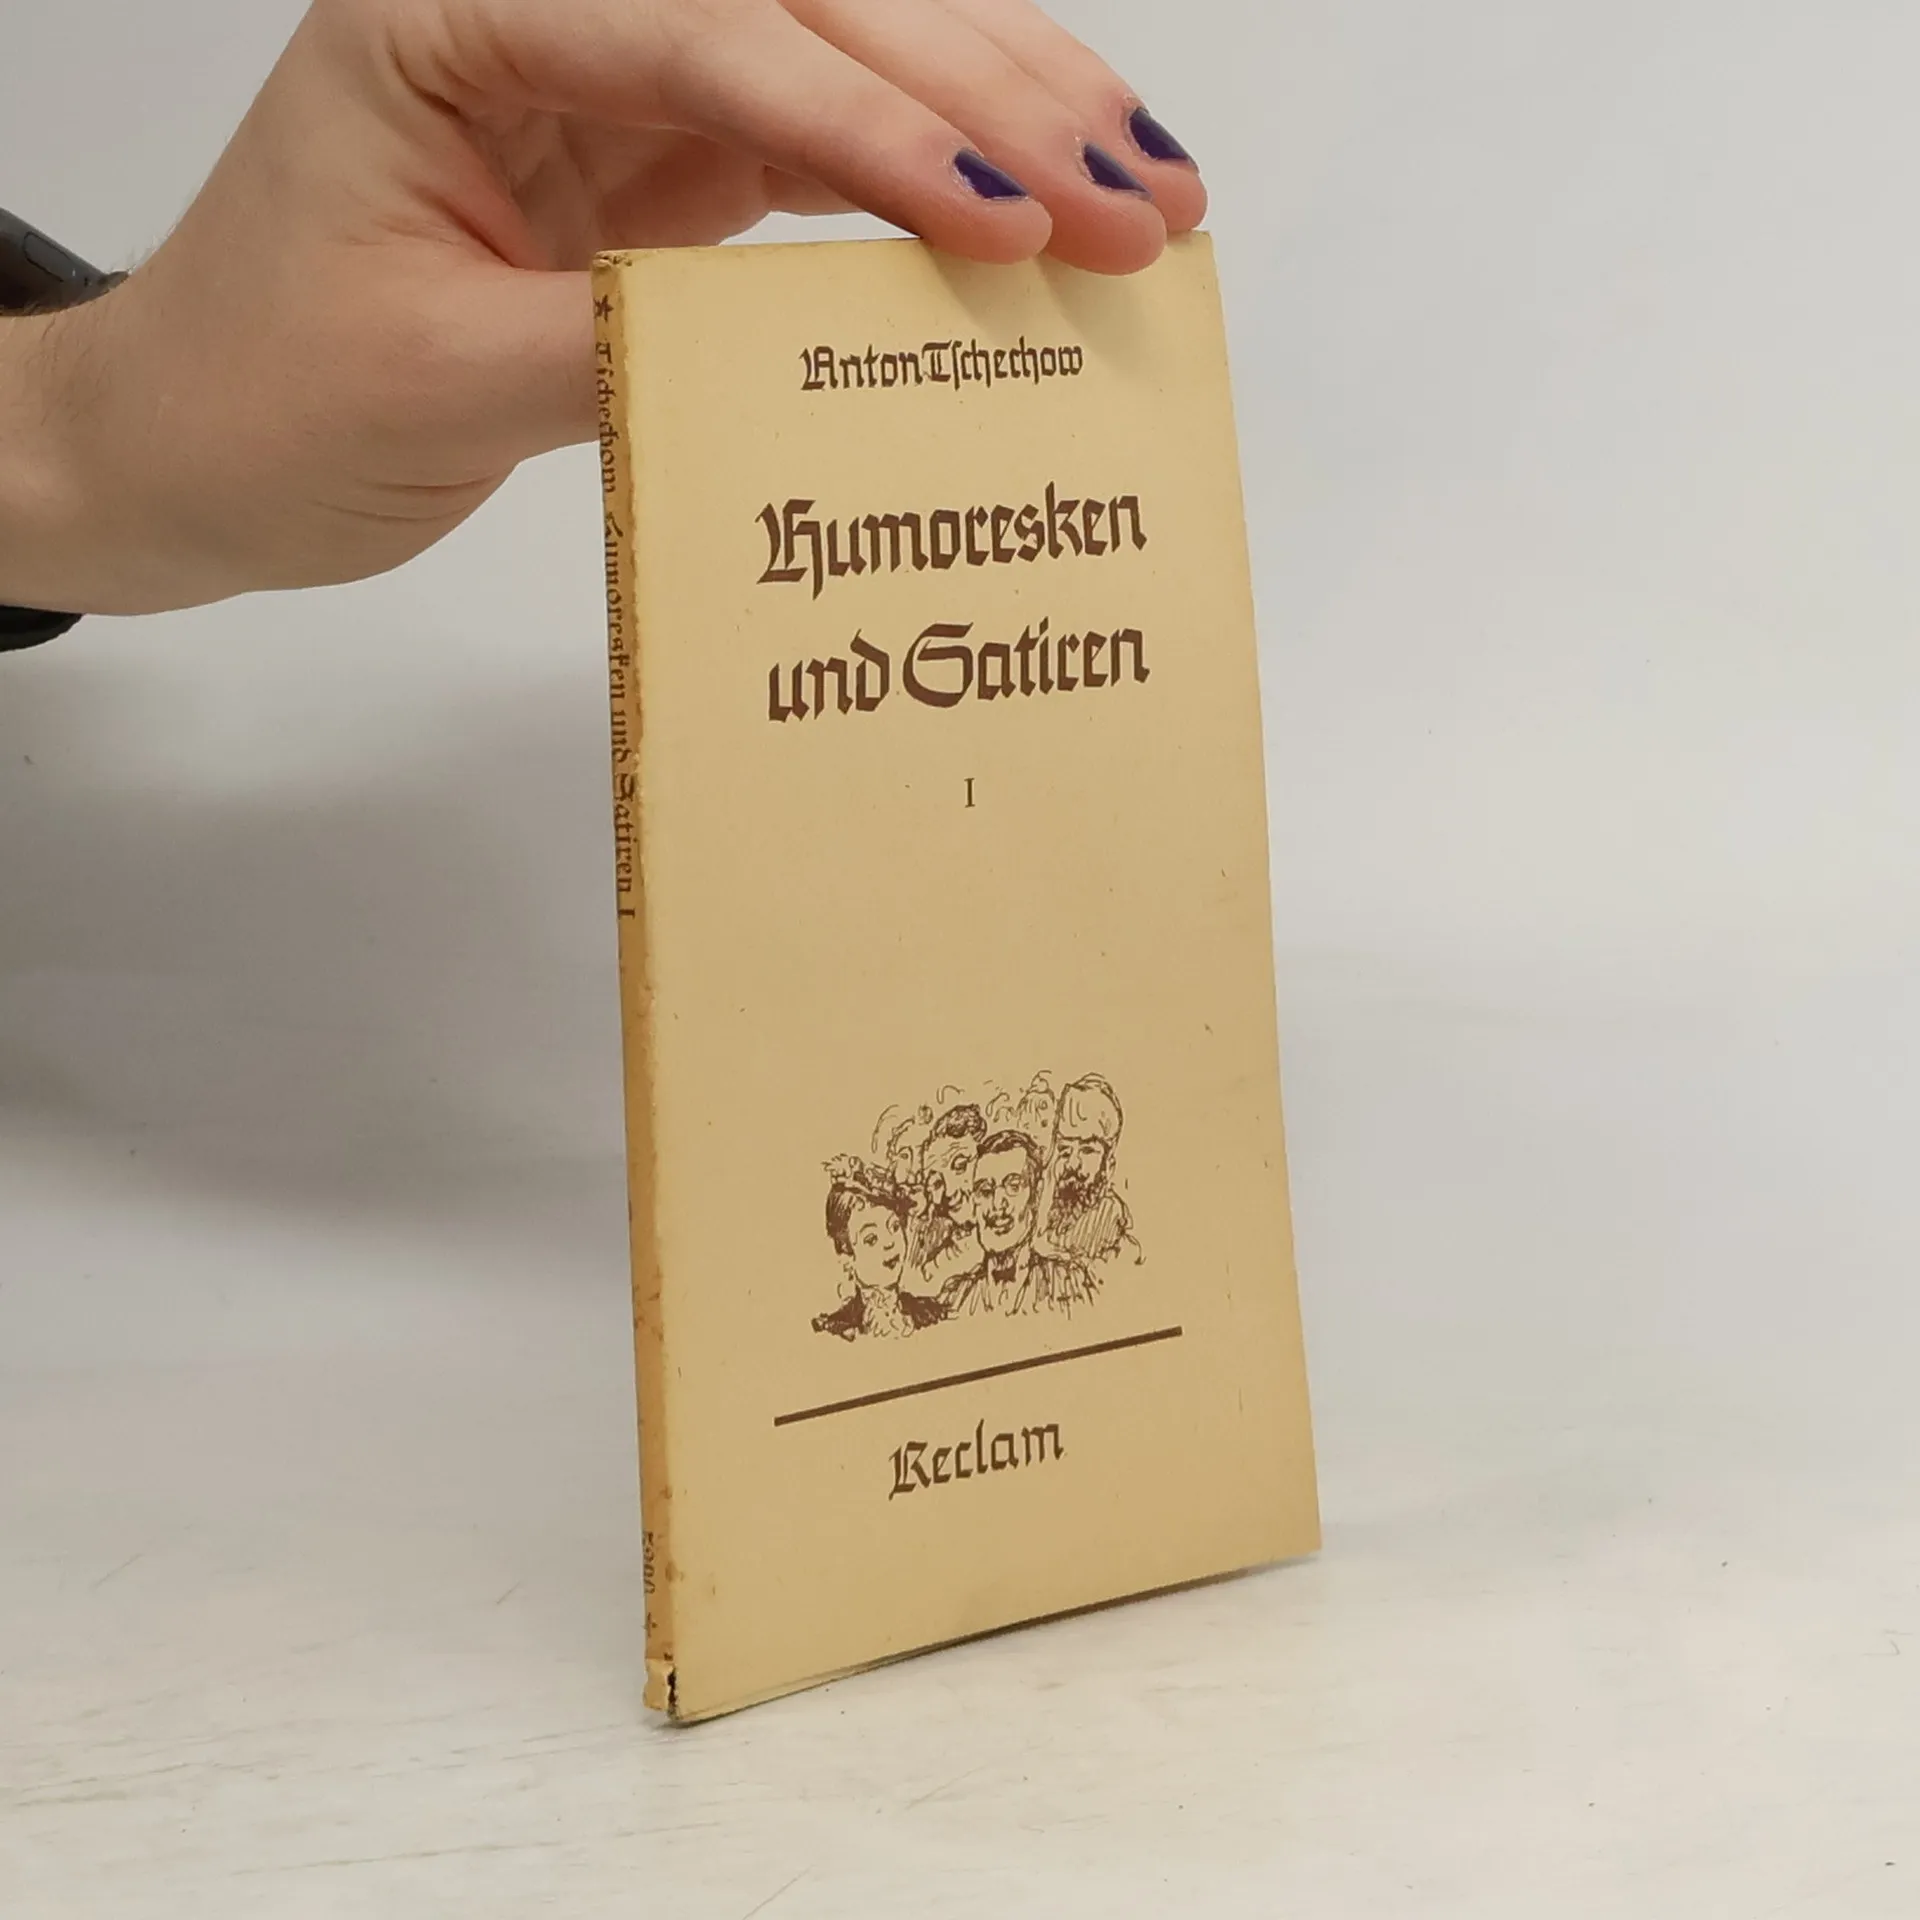 Anton Tschechow
Humoresken
und Satiren
I
Reclam
Tschechow Humoresken und Satiren I